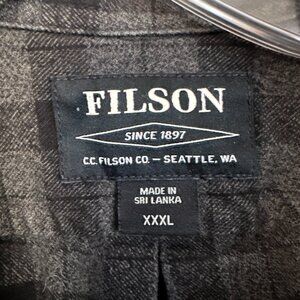 FILSON
SINCE 1897
C.C. FILSON CO. – SEATTLE, WA
MADE IN
SRI LANKA
XXXL